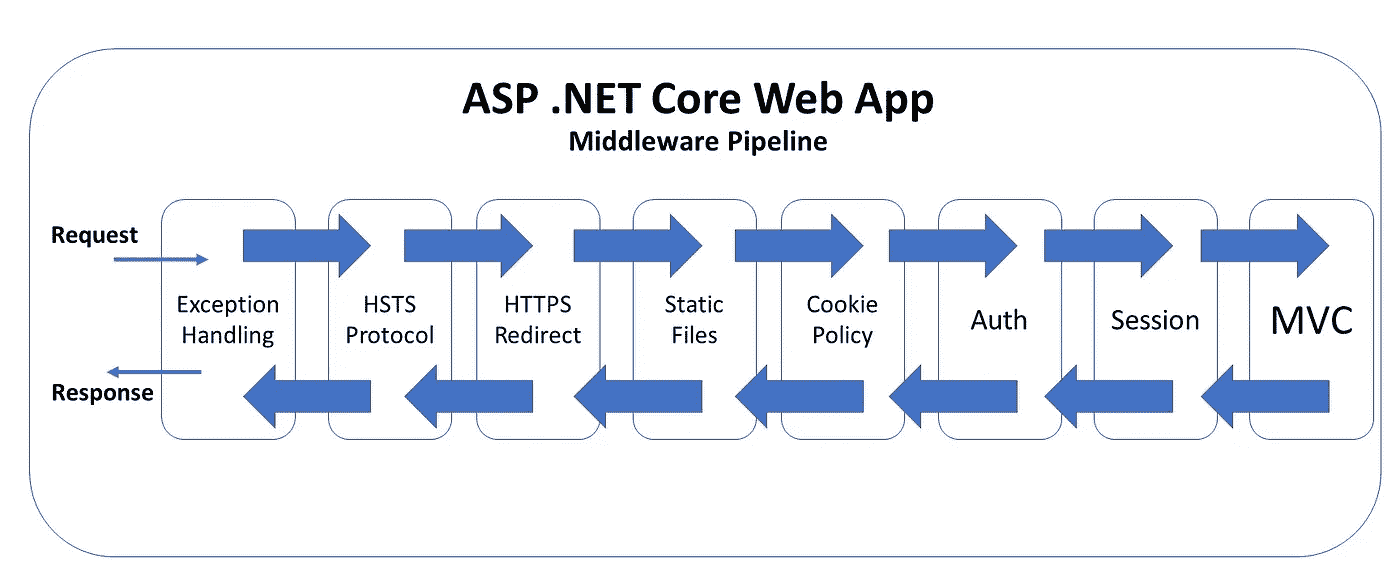 ASP .NET Core Web App
Middleware Pipeline
Request
Exception
Handling
HSTS
Protocol
HTTPS
Redirect
Static
Files
Cookie
Policy
Auth
Session
MVC
Response